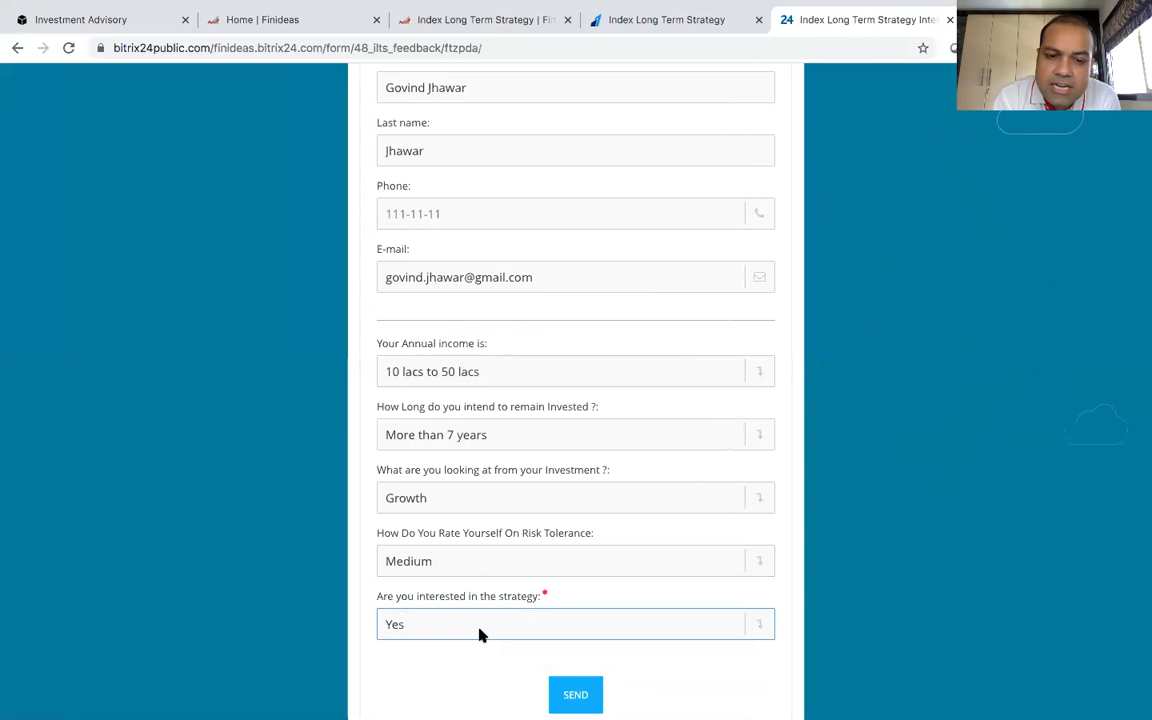 Investment Advisory
Home | Finideas
Index Long Term Strategy | Fin
Index Long Term Strategy
24 Index Long Term Strategy Inte
bitrix24public.com/finideas.bitrix24.com/form/48_ilts_feedback/ftzpda/
Govind Jhawar
Last name:
Jhawar
Phone:
111-11-11
E-mail:
govind.jhawar@gmail.com
Your Annual income is:
10 lacs to 50 lacs
How Long do you intend to remain Invested ?:
More than 7 years
What are you looking at from your Investment ?:
Growth
How Do You Rate Yourself On Risk Tolerance:
Medium
Are you interested in the strategy:*
Yes
SEND